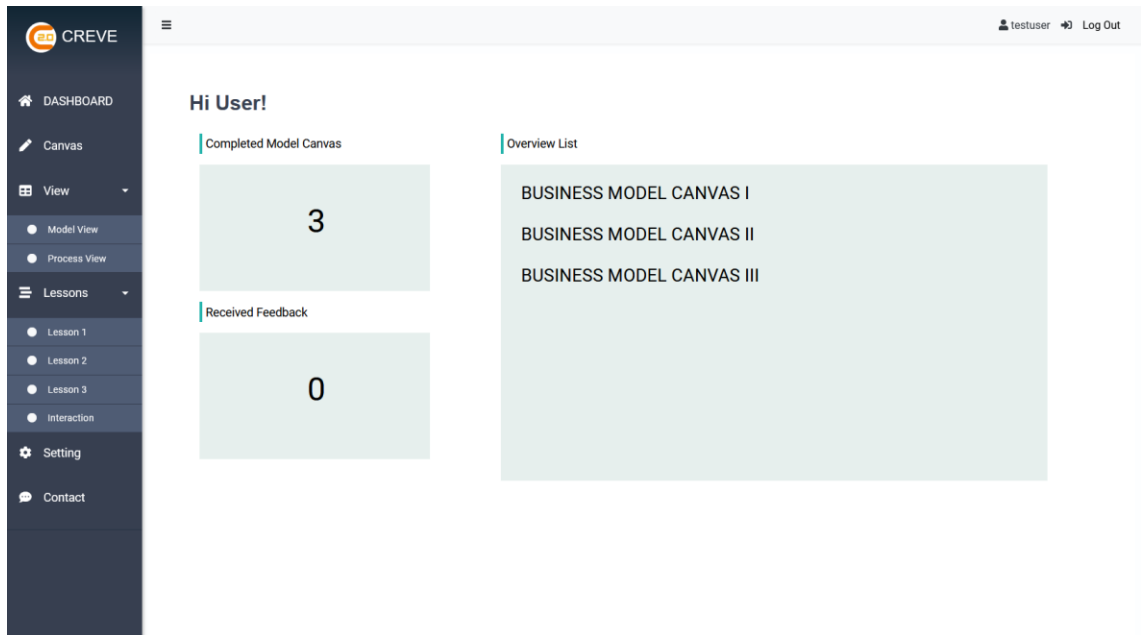 2.0 CREVE
testuser Log Out
DASHBOARD
Canvas
View
Model View
Process View
Lessons
Lesson 1
Lesson 2
Lesson 3
Interaction
Setting
Contact
Hi User!
Completed Model Canvas
3
Received Feedback
0
Overview List
BUSINESS MODEL CANVAS I
BUSINESS MODEL CANVAS II
BUSINESS MODEL CANVAS III